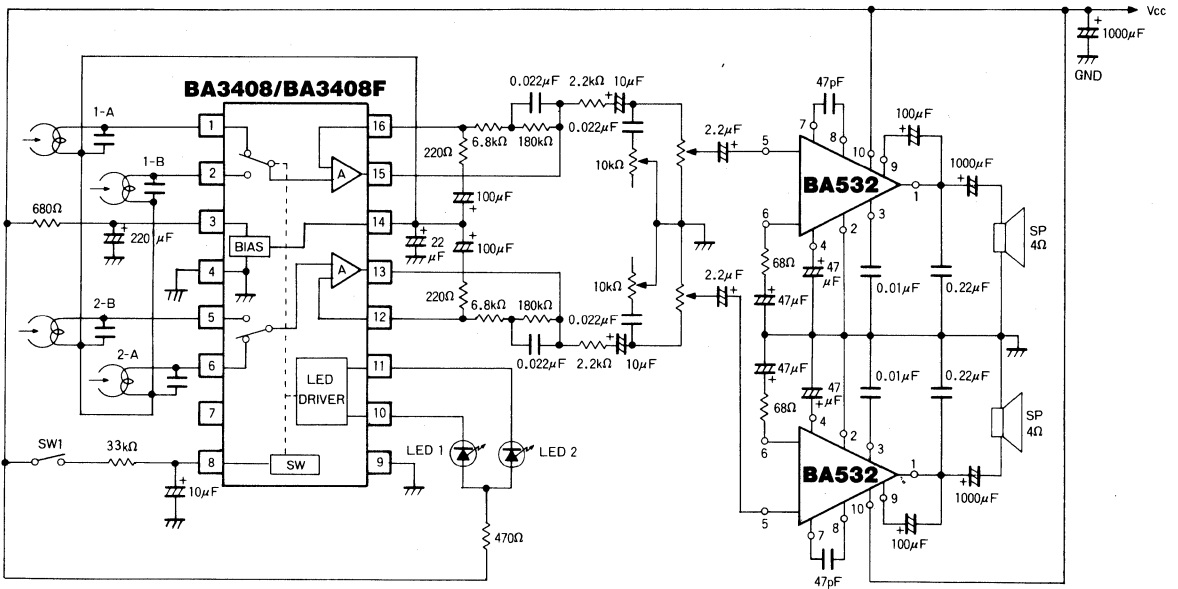 Vcc
1000μF
GND
BA3408/BA3408F
0.022μF 2.2kΩ 10μF
47pF
1-A
1
16
6.8kΩ 180kΩ
0.022μF
2.2μF
5
7
8
10
9
100μF
1000μF
220Ω
1-B
2
15
A
10kΩ
BA532
1
100μF
6
3
2
4
680Ω
3
14
220μF
BIAS
22μF
100μF
SP
4Ω
4
13
A
68Ω
47μF
2.2μF
220Ω
6.8kΩ 180kΩ
10kΩ
47μF
0.01μF
0.22μF
2-B
5
12
0.022μF
0.022μF 2.2kΩ 10μF
2-A
6
11
LED
DRIVER
47μF
47μF
0.01μF
0.22μF
7
10
68Ω
4
2
3
SP
4Ω
SW1 33kΩ
8
SW
9
LED 1
LED 2
6
BA532
1
10μF
5
7
8
10
9
1000μF
470Ω
100μF
47pF